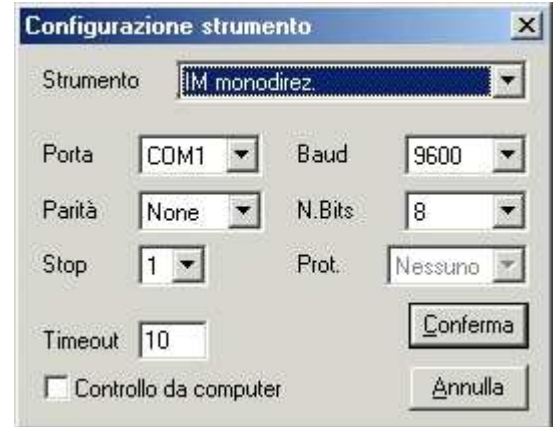 Configurazione strumento
Strumento IM monodirez.
Porta COM1 Baud 9600
Parità None N.Bits 8
Stop 1 Prot. Nessuno
Timeout 10 Conferma
Controllo da computer Annulla